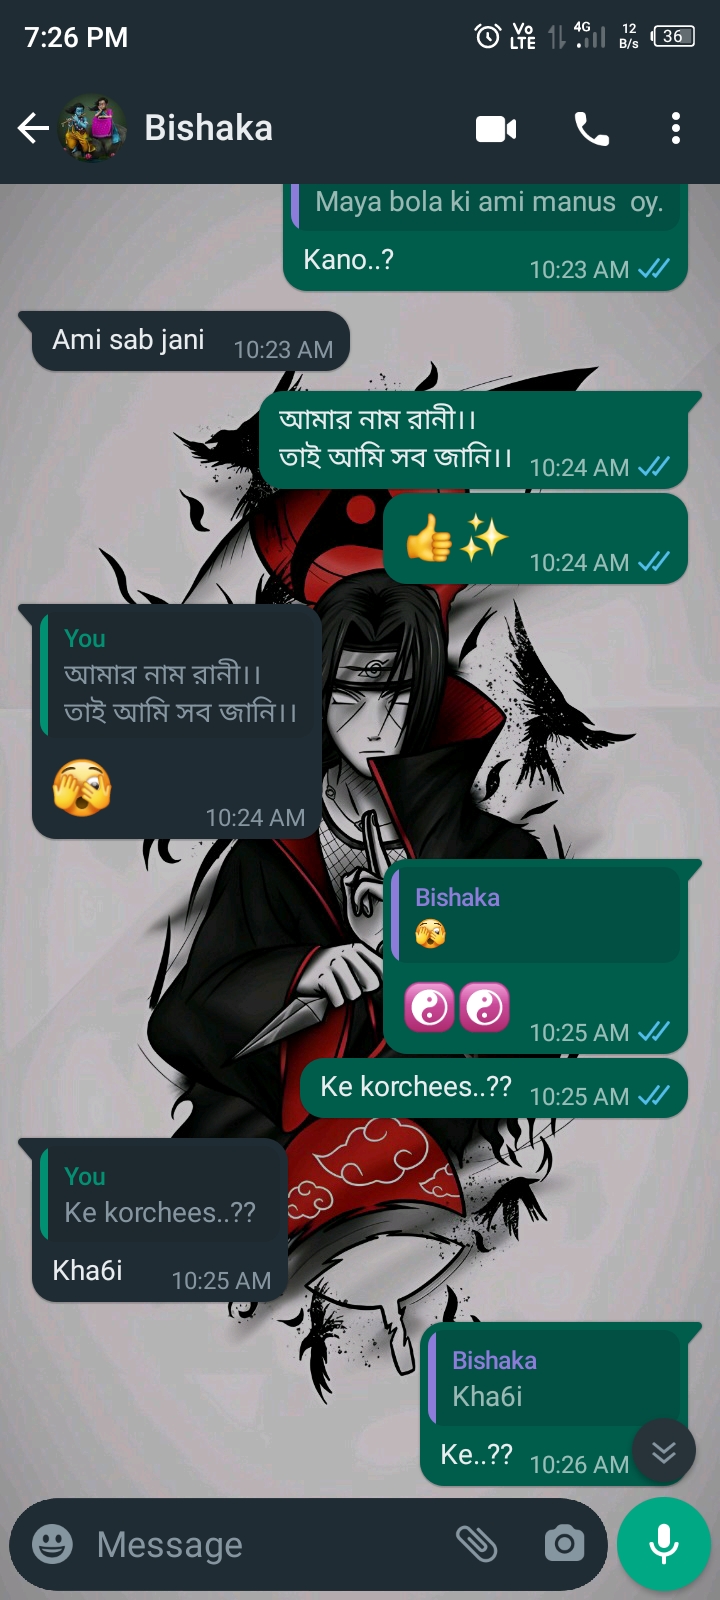 7:26 PM
Vo
LTE
4G
12
B/s
36
Bishaka
Maya bola ki ami manus oy.
Kano..?
10:23 AM
Ami sab jani
10:23 AM
আমার নাম রানী।।
তাই আমি সব জানি।।
10:24 AM
👍✨
10:24 AM
You
আমার নাম রানী।।
তাই আমি সব জানি।।
🫣
10:24 AM
Bishaka
🫣
☯️☯️
10:25 AM
Ke korchees..??
10:25 AM
You
Ke korchees..??
Kha6i
10:25 AM
Bishaka
Kha6i
Ke..??
10:26 AM
Message